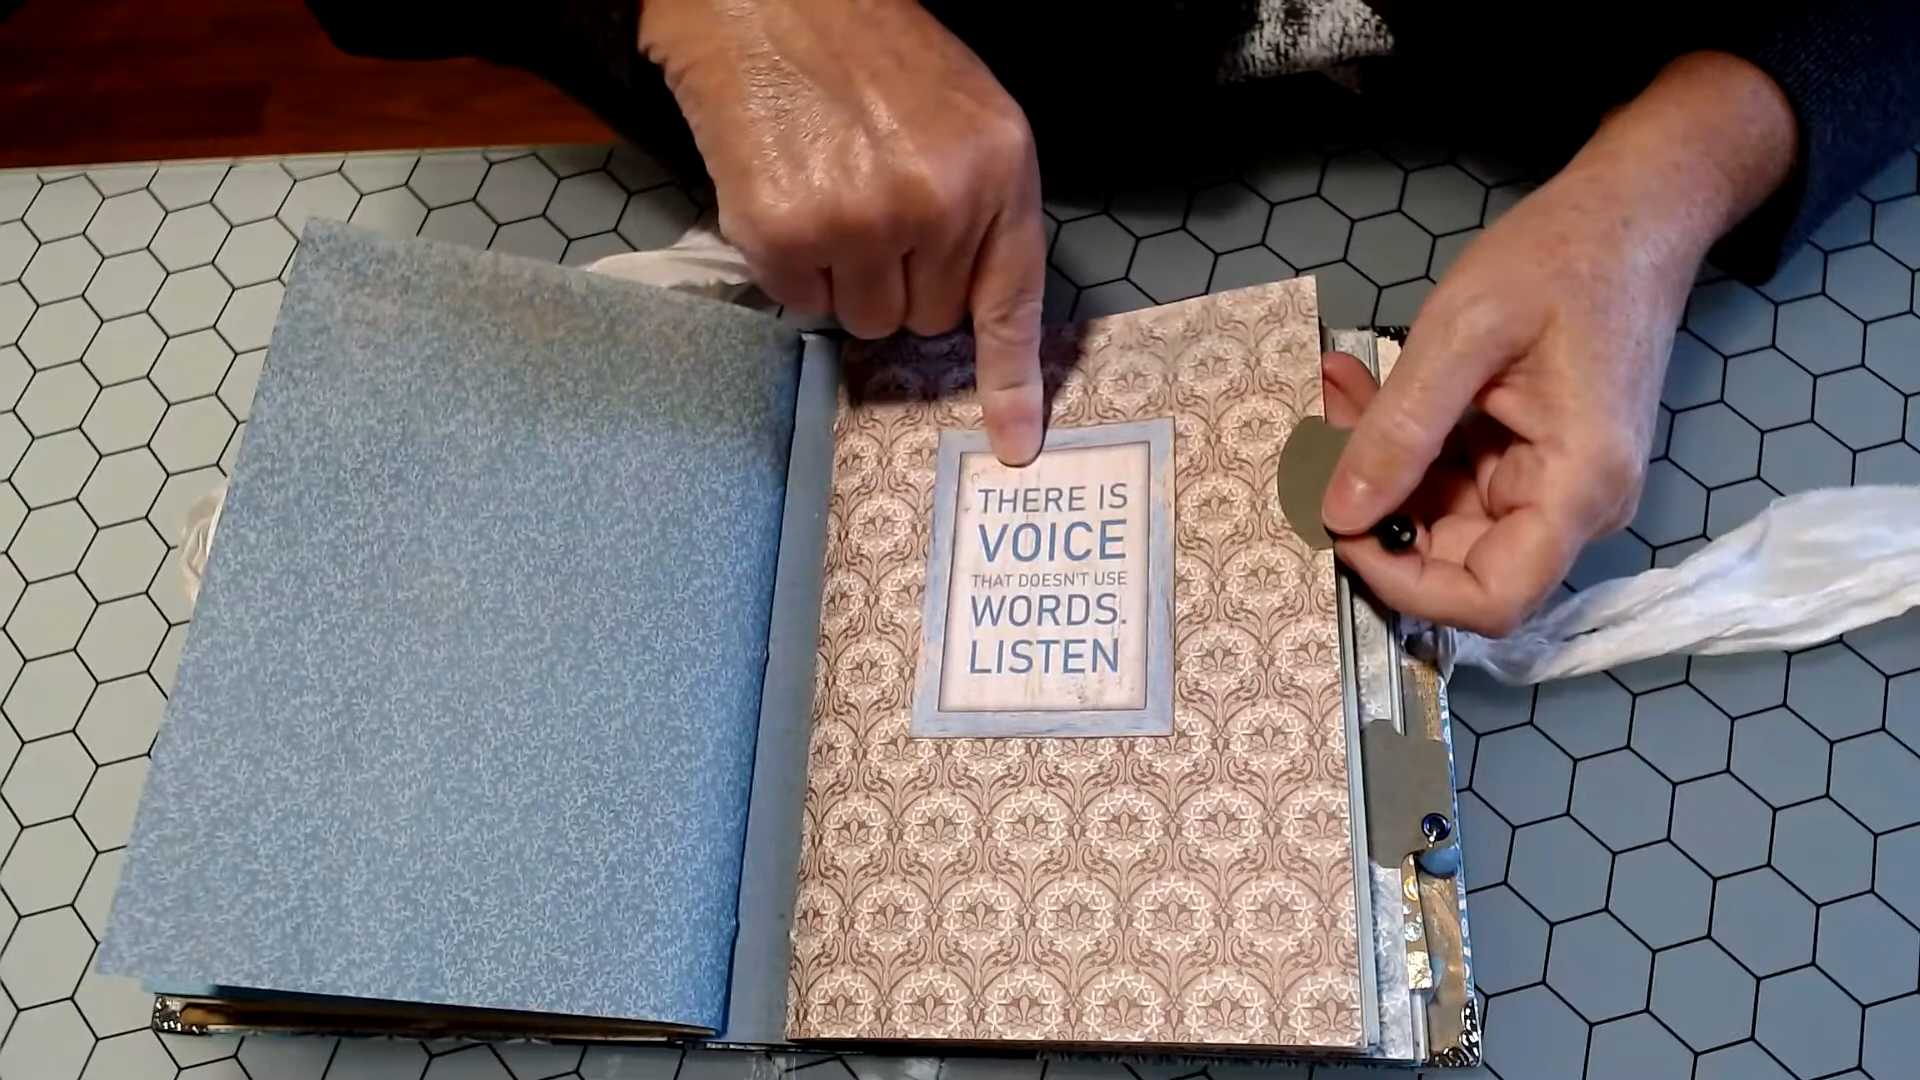 THERE IS
VOICE
THAT DOESN'T USE
WORDS.
LISTEN